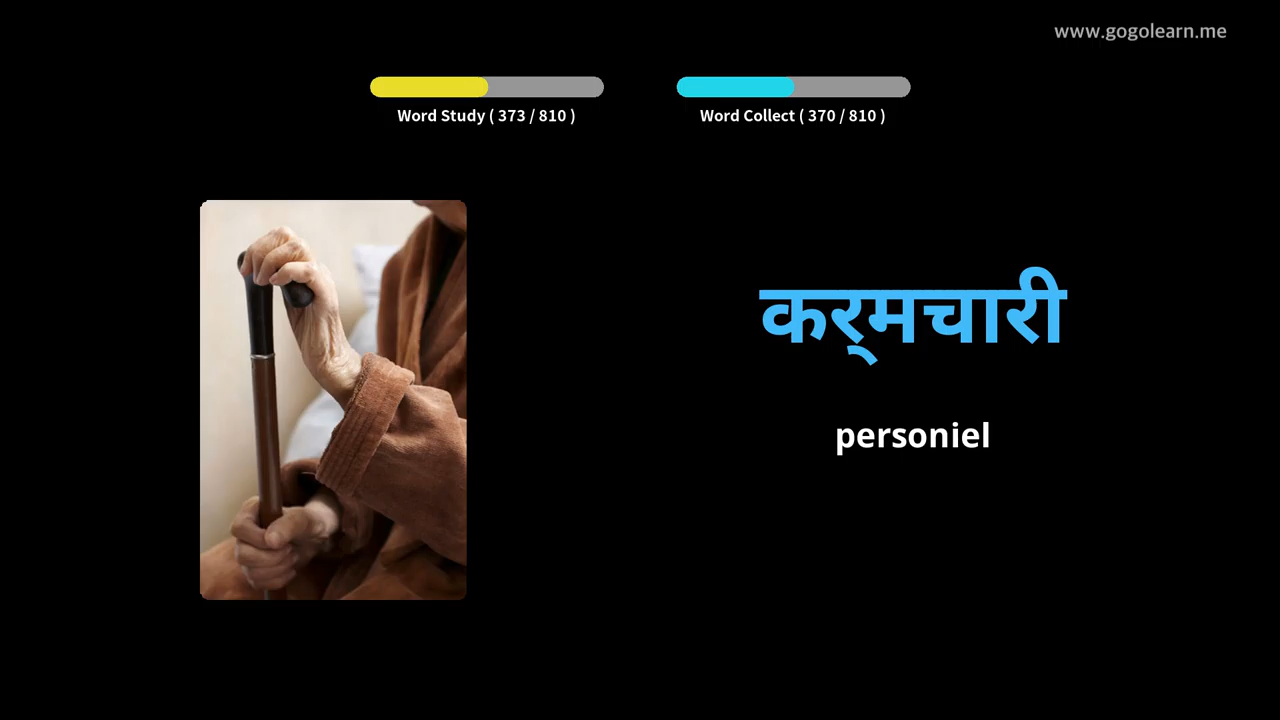 www.gogolearn.me
Word Study ( 373 / 810 )
Word Collect ( 370 / 810 )
कर्‌मचारी
personiel